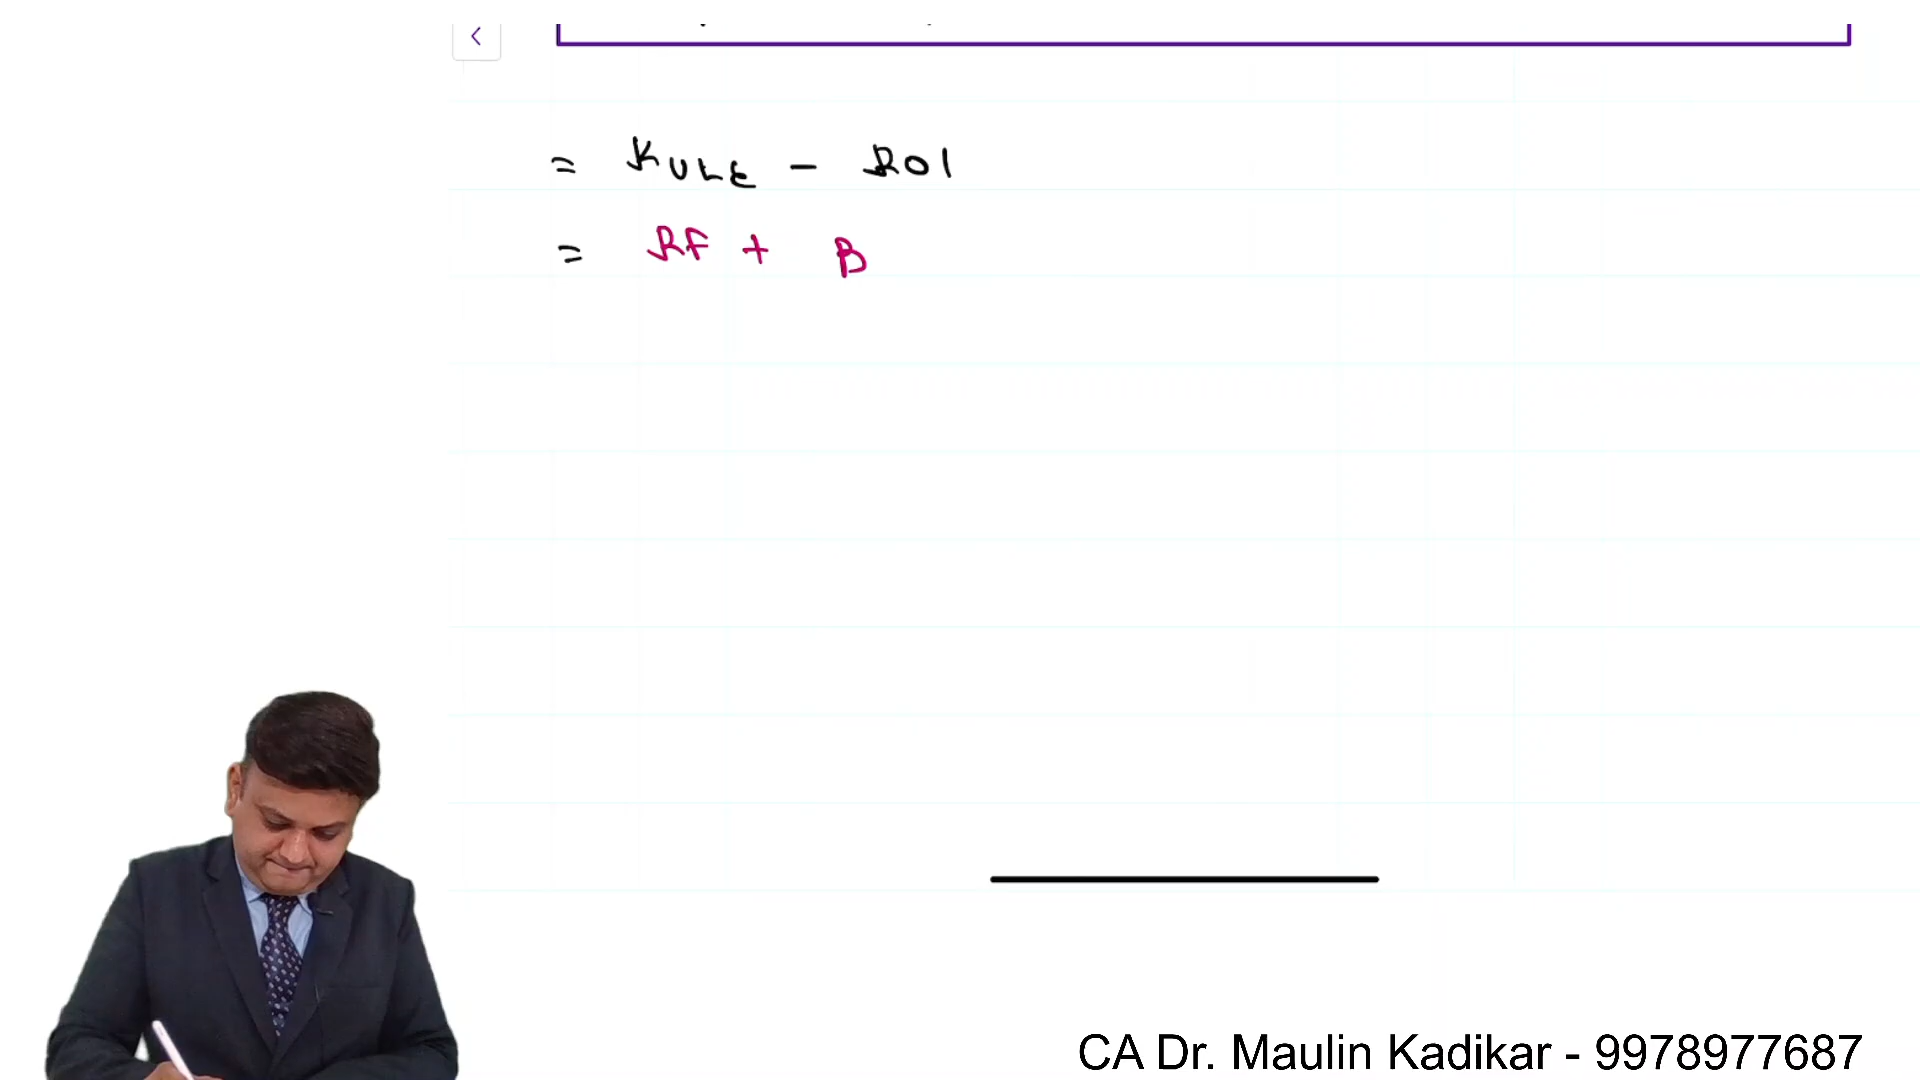 = KULE - ROI
= RF + B
CA Dr. Maulin Kadikar - 9978977687